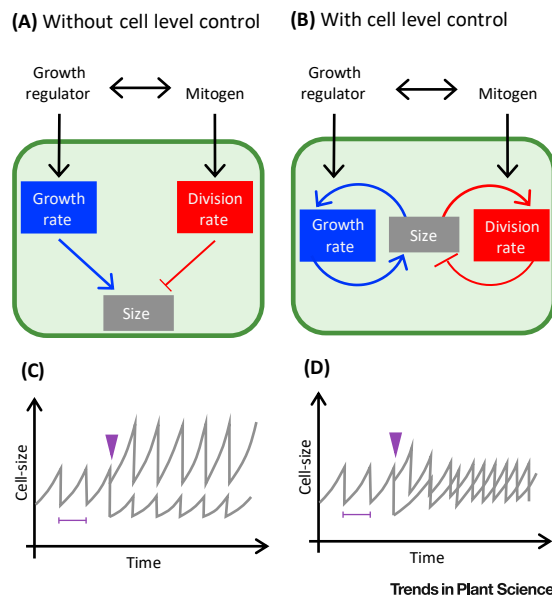 (A) Without cell level control
(B) With cell level control
Growth
regulator
Mitogen
Growth
rate
Division
rate
Size
Growth
regulator
Mitogen
Growth
rate
Size
Division
rate
(C)
Cell-size
Time
(D)
Cell-size
Time
Trends in Plant Science